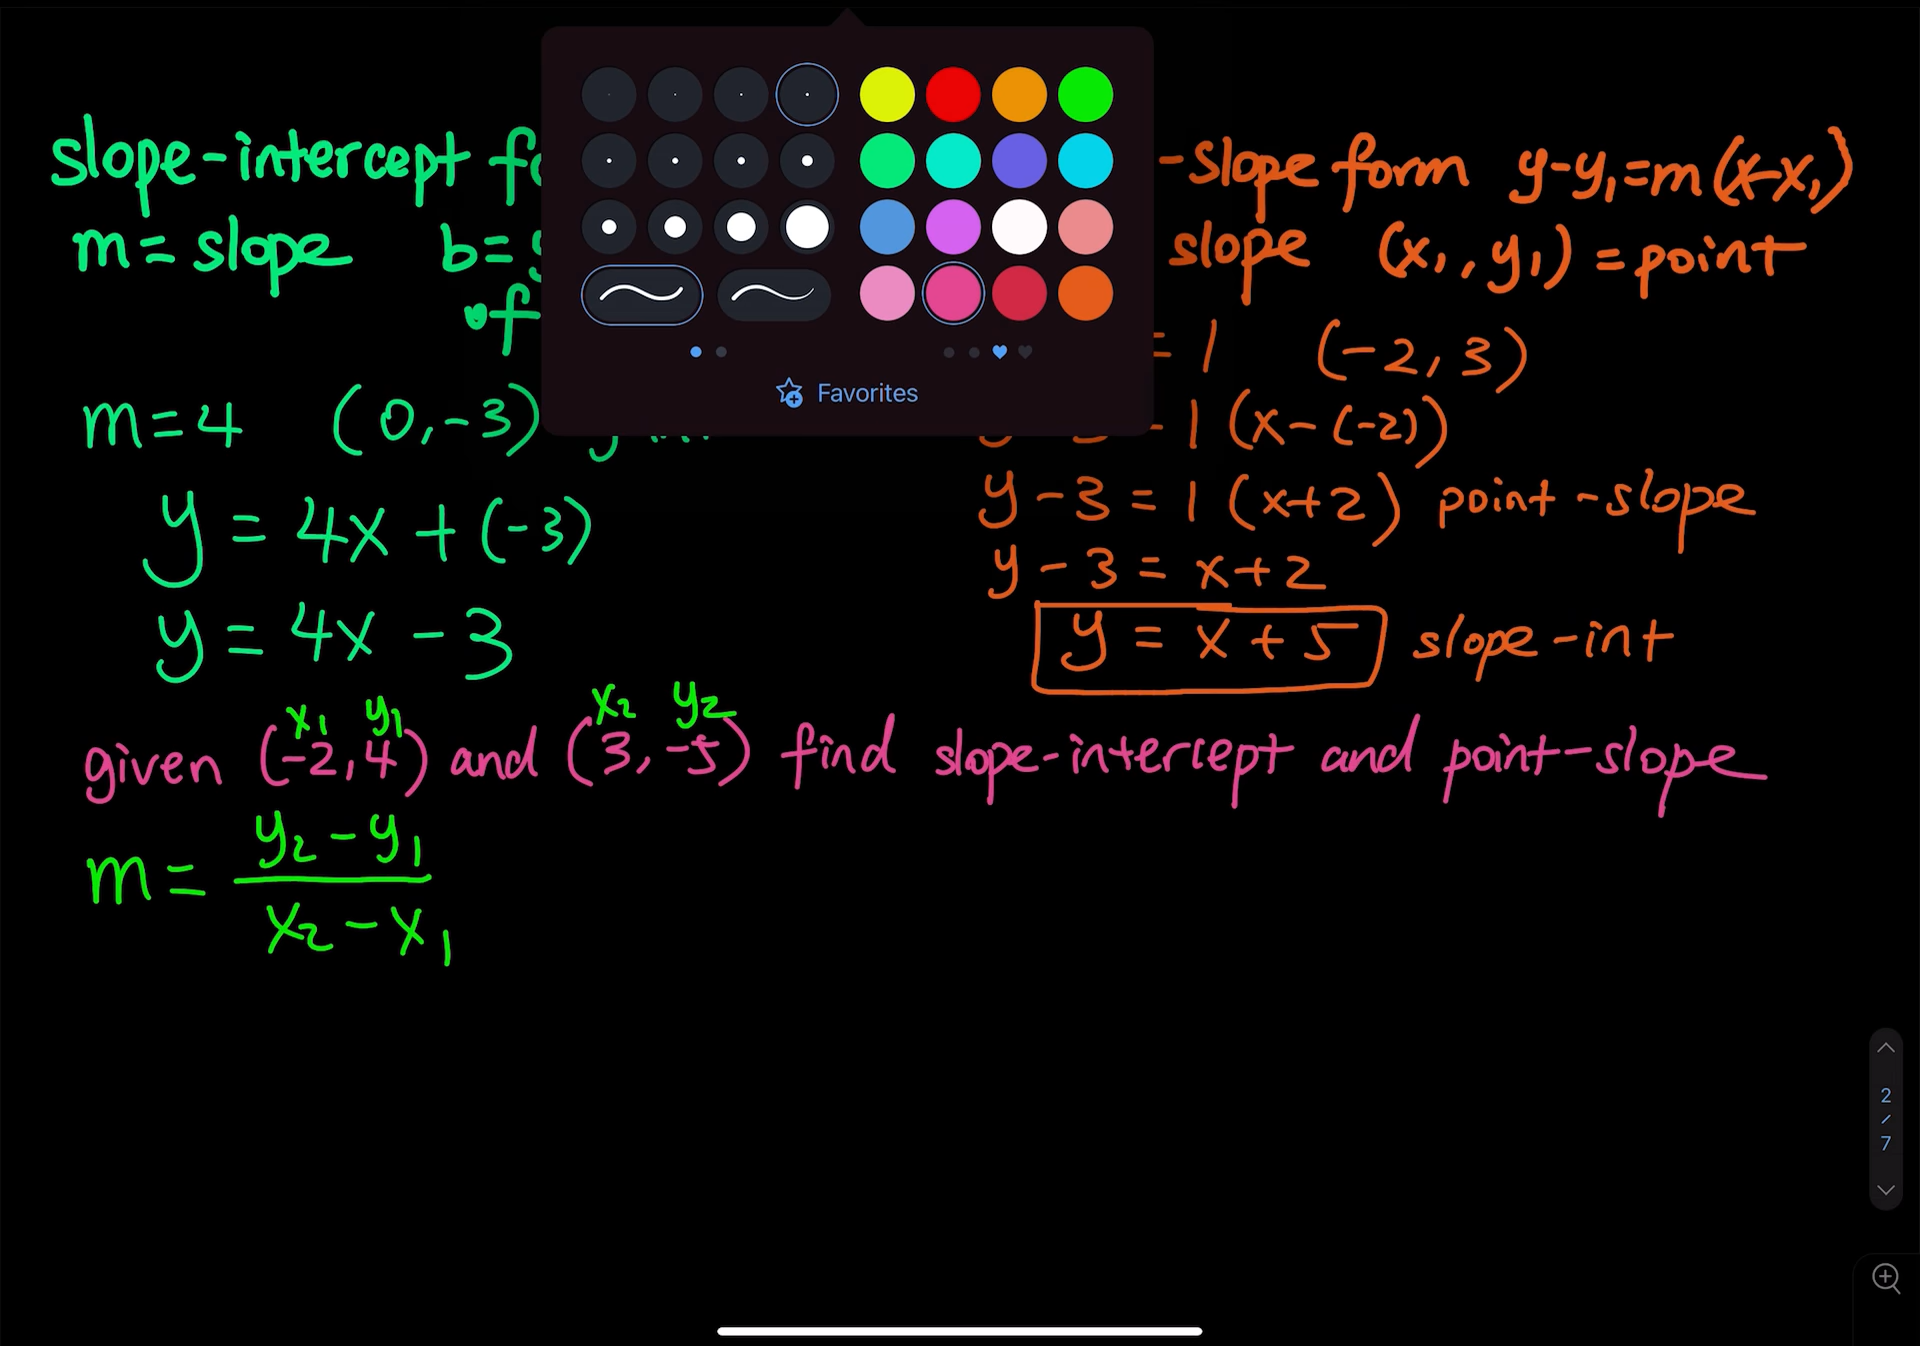 slope-intercept
-slope form y-y₁=m(x-x₁)
m= slope b=
slope (x₁,y₁) = point
of
= 1 (-2, 3)
m=4 (0,-3)
1 (x-(-2))
y = 4x + (-3)
y - 3 = 1 (x+2) point-slope
y - 3 = x+2
y = 4x - 3
y = x + 5 slope-int
x₁ y₁ x₂ y₂
given (-2,4) and (3,-5) find slope-intercept and point-slope
m = y₂ - y₁
x₂ - x₁
Favorites
2
/
7